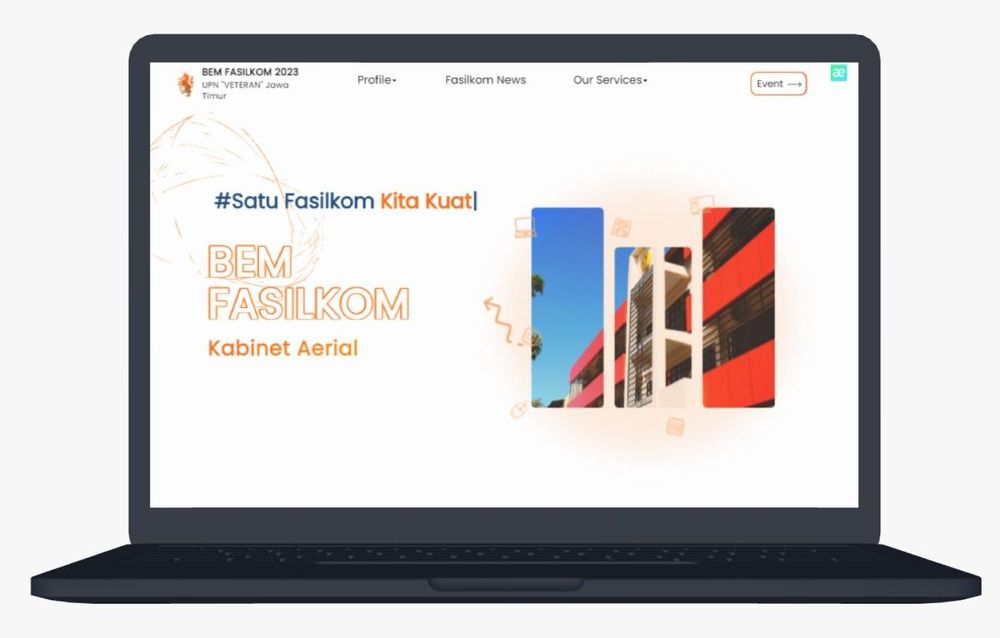 BEM FASILKOM 2023
UPN "VETERAN" Jawa
Timur
Profile
Fasilkom News
Our Services
Event →
æ
#Satu Fasilkom Kita Kuat|
BEM
FASILKOM
Kabinet Aerial